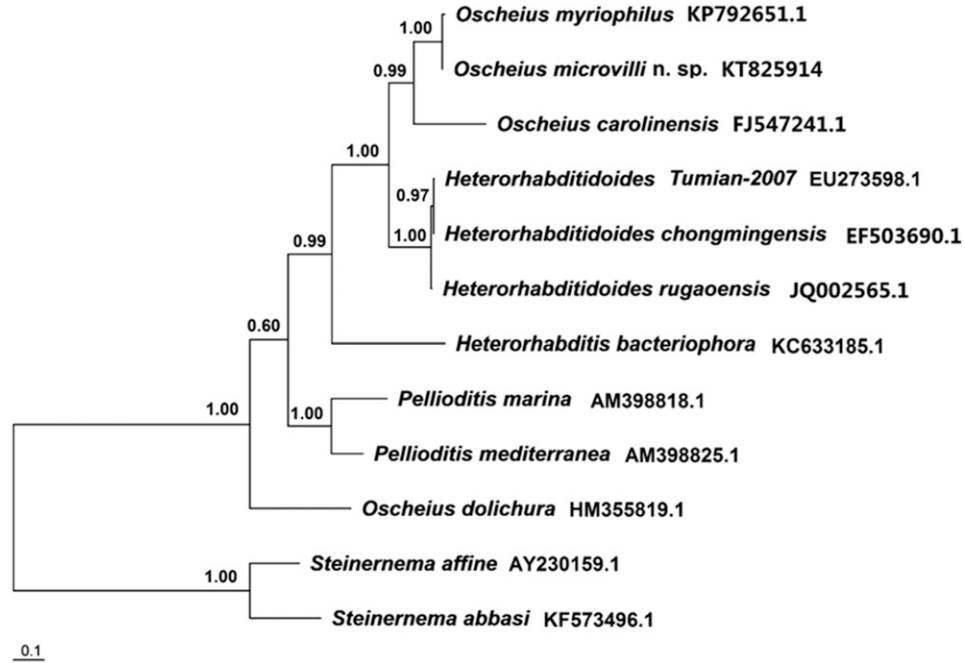 1.00
Oscheius myriophilus KP792651.1
0.99
Oscheius microvilli n. sp. KT825914
Oscheius carolinensis FJ547241.1
1.00
Heterorhabditidoides Tumian-2007 EU273598.1
0.97
1.00
Heterorhabditidoides chongmingensis EF503690.1
0.99
Heterorhabditidoides rugaoensis JQ002565.1
0.60
Heterorhabditis bacteriophora KC633185.1
1.00
1.00
Pellioditis marina AM398818.1
Pellioditis mediterranea AM398825.1
Oscheius dolichura HM355819.1
1.00
Steinernema affine AY230159.1
Steinernema abbasi KF573496.1
0.1